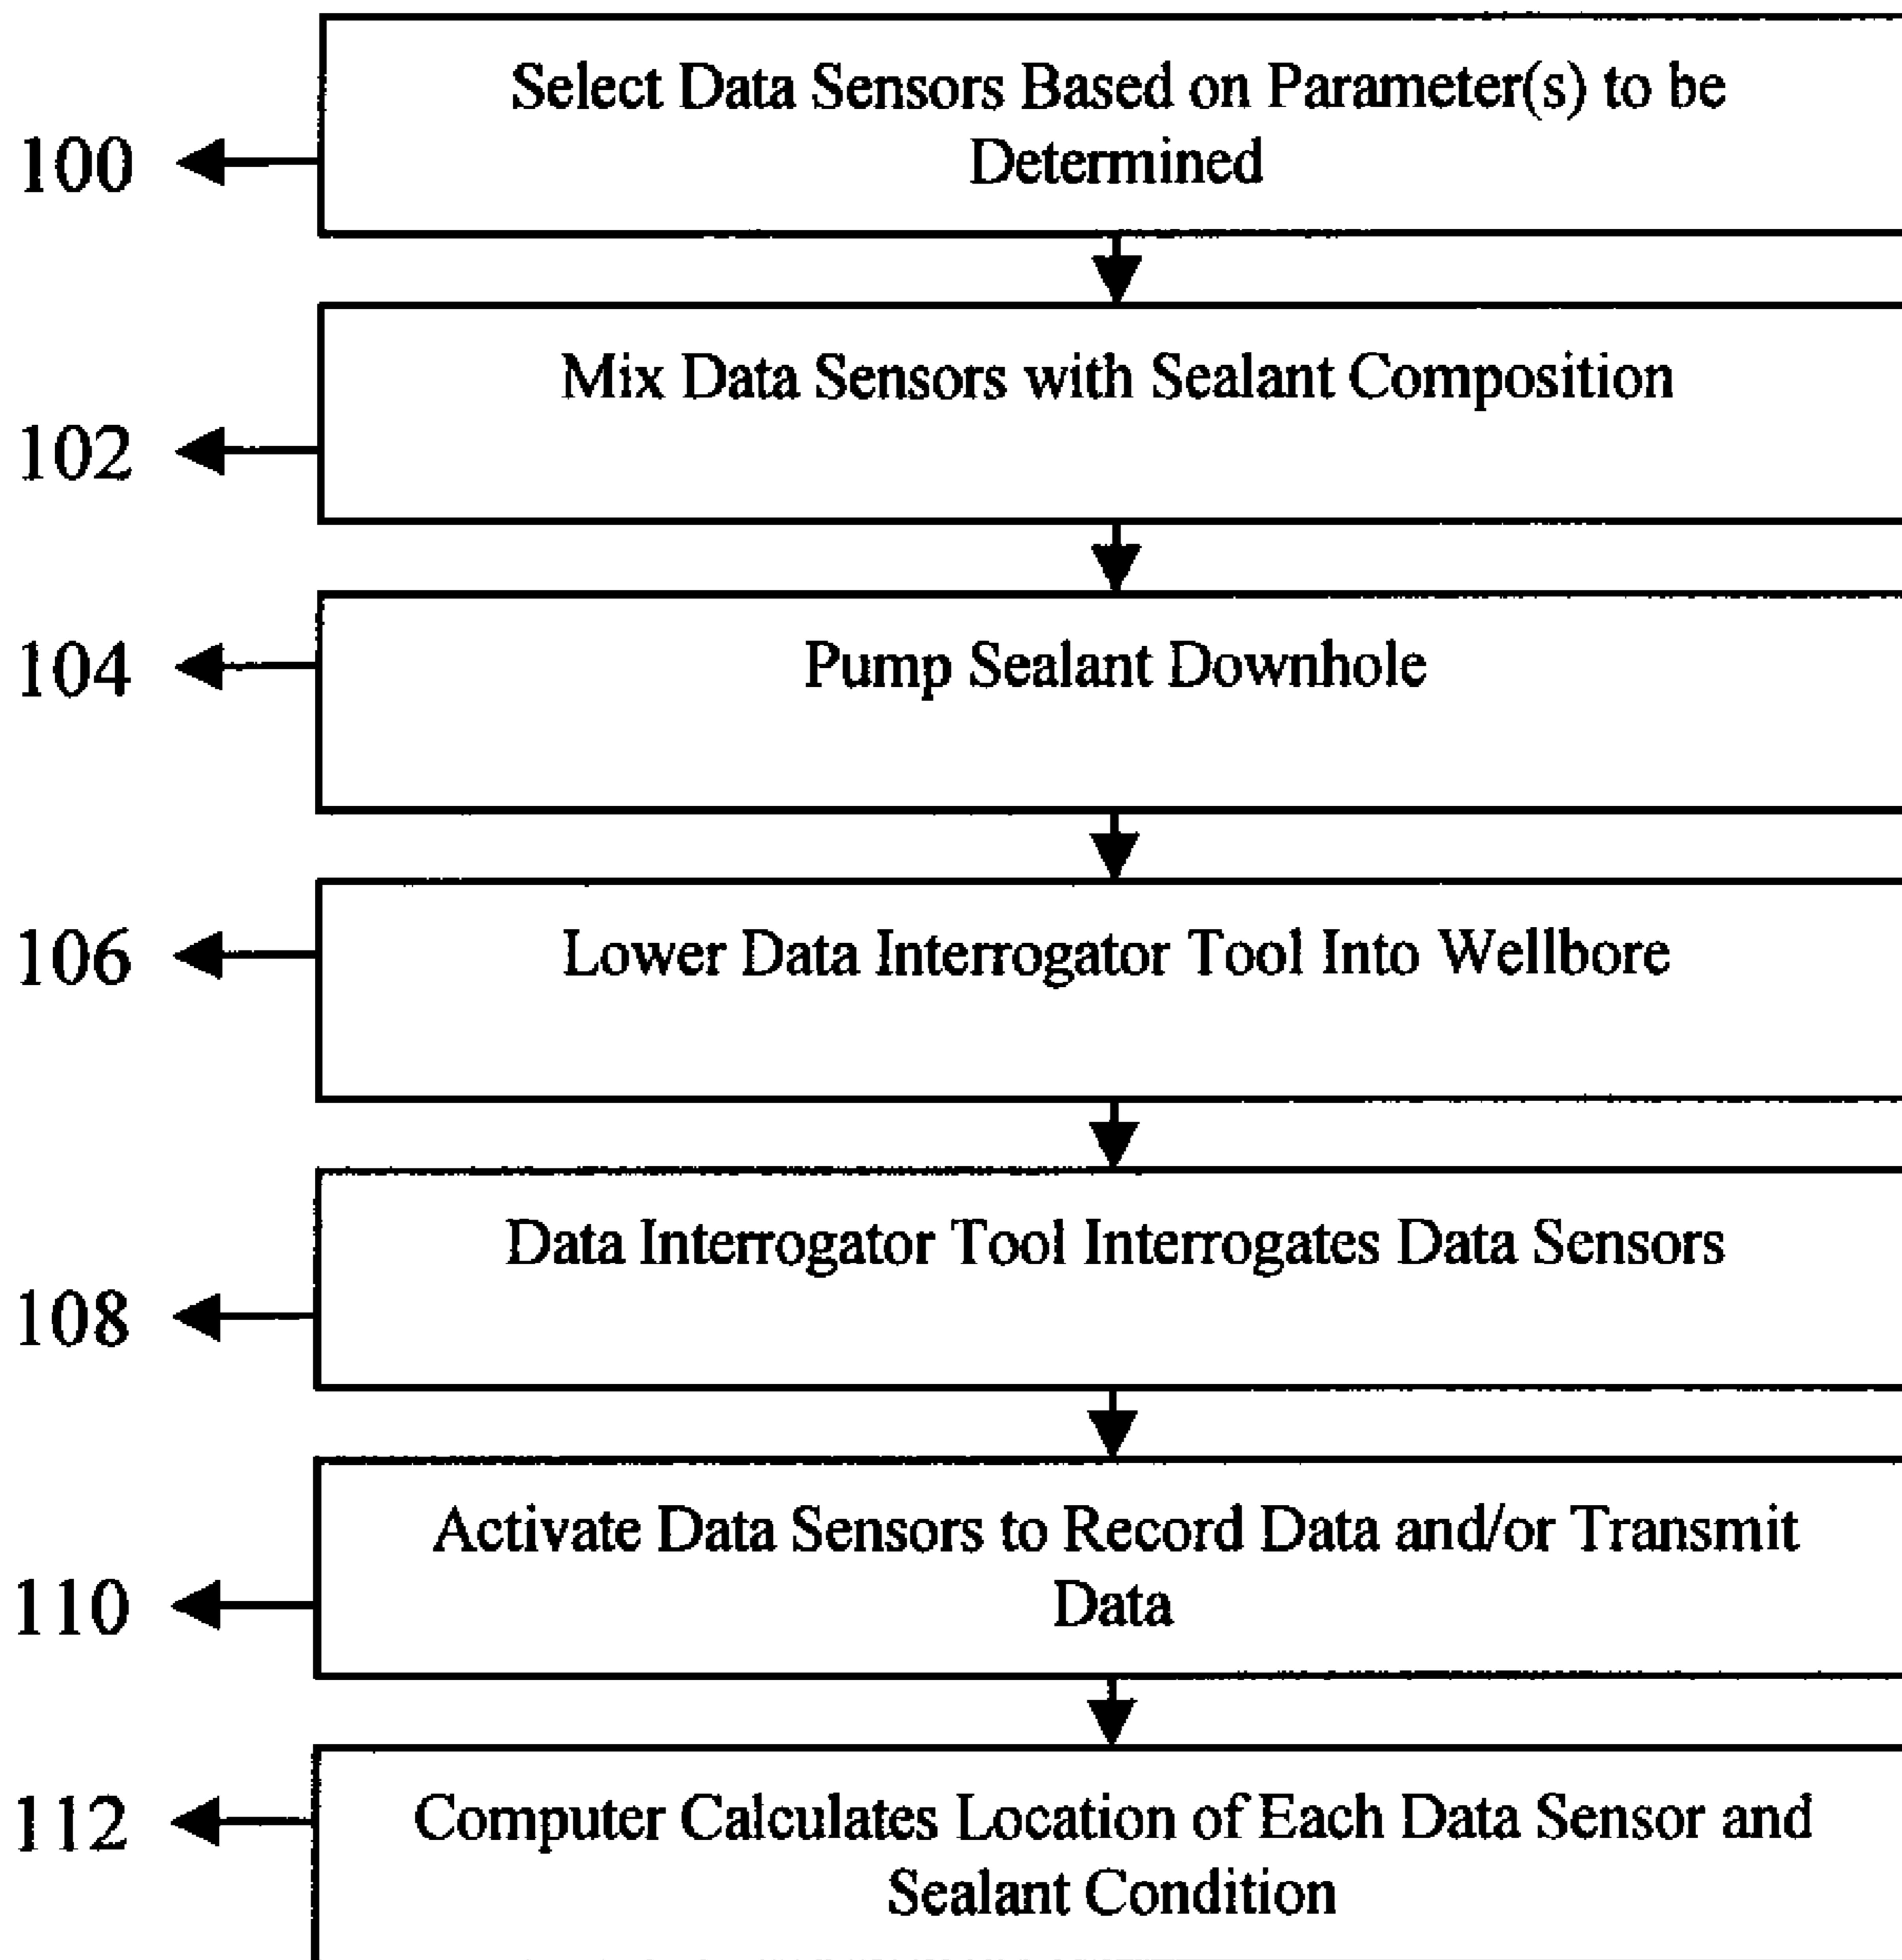 Select Data Sensors Based on Parameter(s) to be
Determined
100
Mix Data Sensors with Sealant Composition
102
Pump Sealant Downhole
104
Lower Data Interrogator Tool Into Wellbore
106
Data Interrogator Tool Interrogates Data Sensors
108
Activate Data Sensors to Record Data and/or Transmit
Data
110
Computer Calculates Location of Each Data Sensor and
Sealant Condition
112